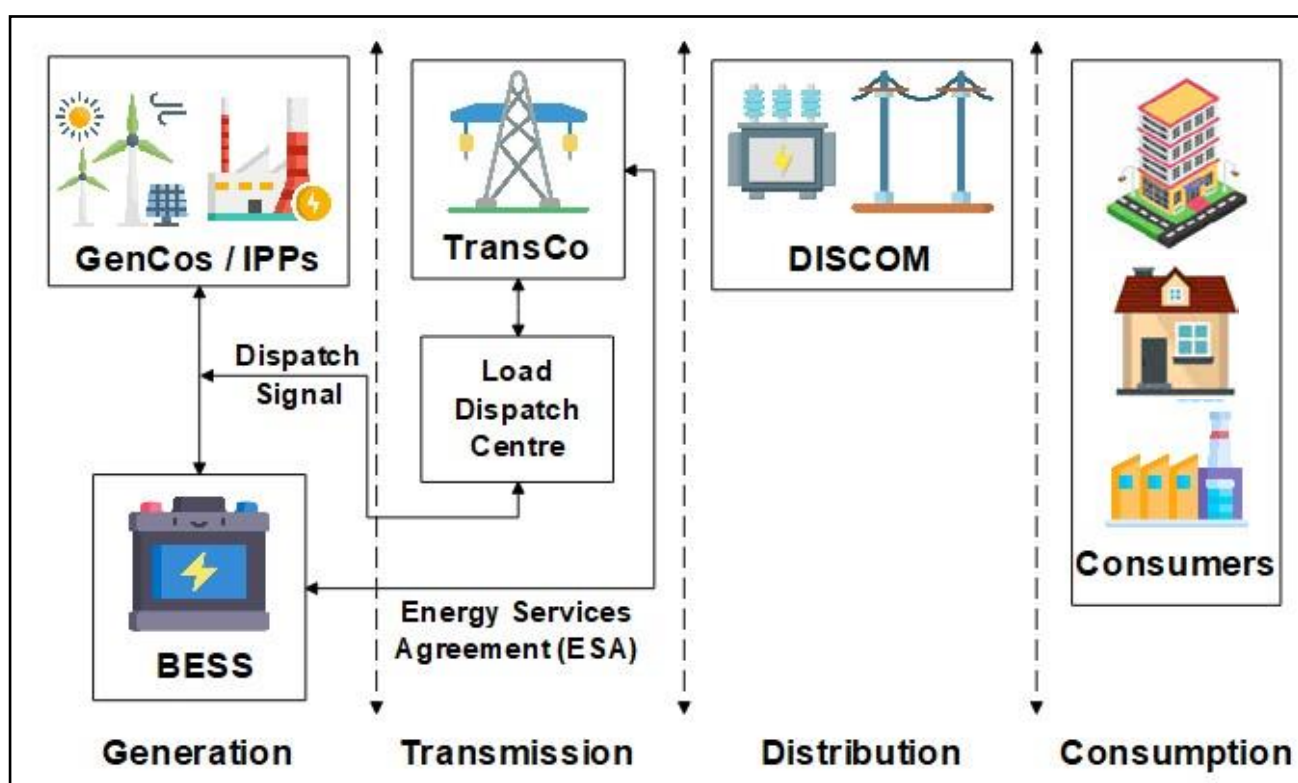 GenCos / IPPs
TransCo
DISCOM
Dispatch
Signal
Load
Dispatch
Centre
BESS
Energy Services
Agreement (ESA)
Consumers
Generation
Transmission
Distribution
Consumption